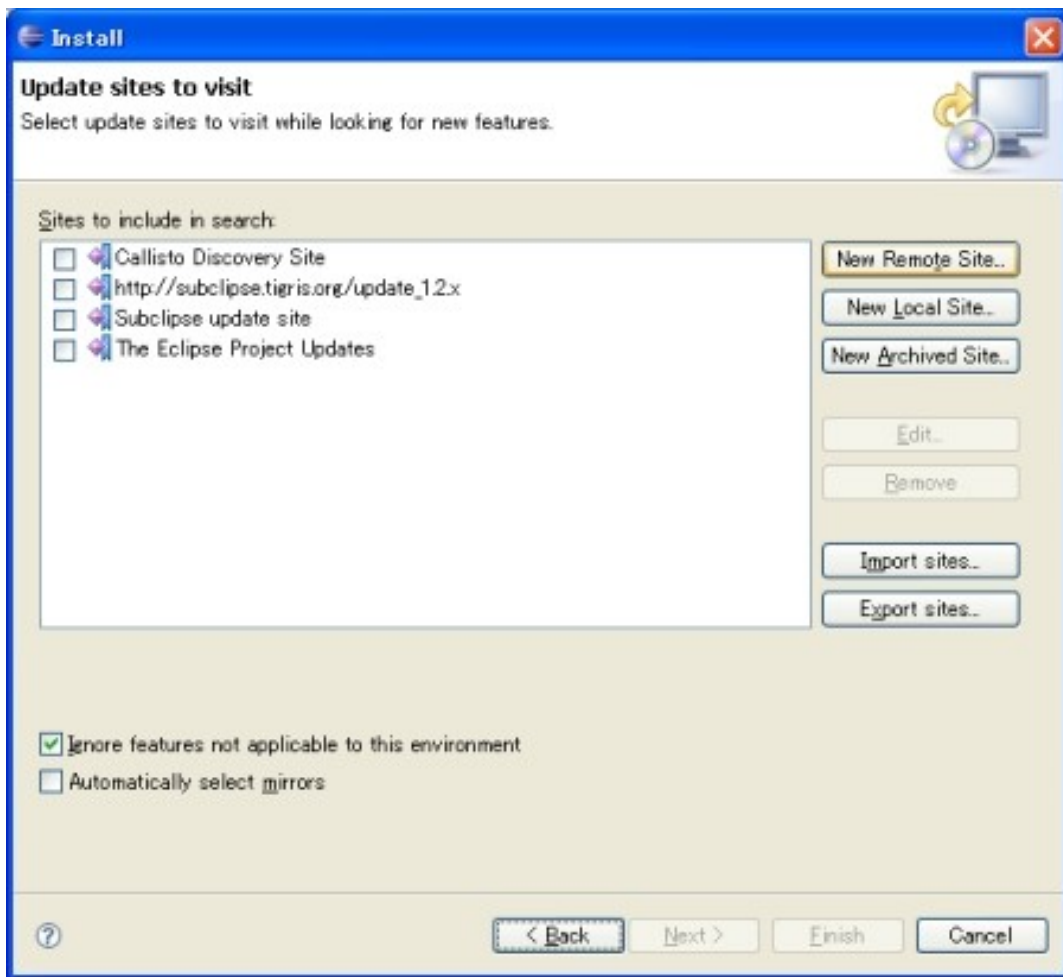 Install
Update sites to visit
Select update sites to visit while looking for new features.
Sites to include in search:
Callisto Discovery Site
http://subclipse.tigris.org/update_1.2.x
Subclipse update site
The Eclipse Project Updates
New Remote Site...
New Local Site...
New Archived Site...
Edit...
Remove
Import sites...
Export sites...
Ignore features not applicable to this environment
Automatically select mirrors
?
< Back
Next >
Finish
Cancel